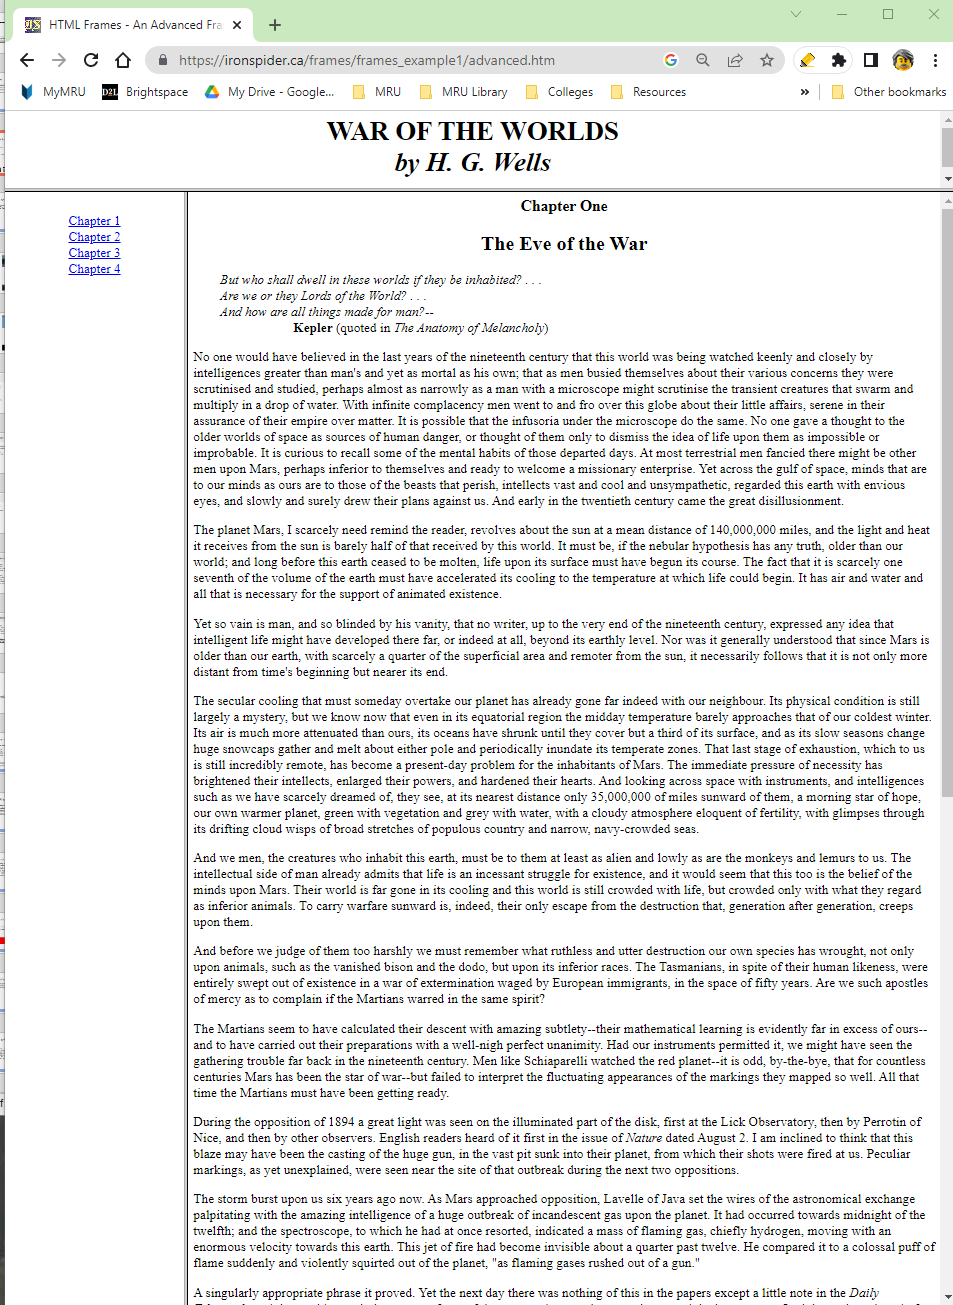 HTML Frames - An Advanced Fra
https://ironspider.ca/frames/frames_example1/advanced.htm
MyMRU D2L Brightspace My Drive - Google... MRU MRU Library Colleges Resources » Other bookmarks
WAR OF THE WORLDS
by H. G. Wells
Chapter 1
Chapter 2
Chapter 3
Chapter 4
Chapter One
The Eve of the War
But who shall dwell in these worlds if they be inhabited? . . .
Are we or they Lords of the World? . . .
And how are all things made for man?--
Kepler (quoted in The Anatomy of Melancholy)
No one would have believed in the last years of the nineteenth century that this world was being watched keenly and closely by
intelligences greater than man's and yet as mortal as his own; that as men busied themselves about their various concerns they were
scrutinised and studied, perhaps almost as narrowly as a man with a microscope might scrutinise the transient creatures that swarm and
multiply in a drop of water. With infinite complacency men went to and fro over this globe about their little affairs, serene in their
assurance of their empire over matter. It is possible that the infusoria under the microscope do the same. No one gave a thought to the
older worlds of space as sources of human danger, or thought of them only to dismiss the idea of life upon them as impossible or
improbable. It is curious to recall some of the mental habits of those departed days. At most terrestrial men fancied there might be other
men upon Mars, perhaps inferior to themselves and ready to welcome a missionary enterprise. Yet across the gulf of space, minds that are
to our minds as ours are to those of the beasts that perish, intellects vast and cool and unsympathetic, regarded this earth with envious
eyes, and slowly and surely drew their plans against us. And early in the twentieth century came the great disillusionment.
The planet Mars, I scarcely need remind the reader, revolves about the sun at a mean distance of 140,000,000 miles, and the light and heat
it receives from the sun is barely half of that received by this world. It must be, if the nebular hypothesis has any truth, older than our
world; and long before this earth ceased to be molten, life upon its surface must have begun its course. The fact that it is scarcely one
seventh of the volume of the earth must have accelerated its cooling to the temperature at which life could begin. It has air and water and
all that is necessary for the support of animated existence.
Yet so vain is man, and so blinded by his vanity, that no writer, up to the very end of the nineteenth century, expressed any idea that
intelligent life might have developed there far, or indeed at all, beyond its earthly level. Nor was it generally understood that since Mars is
older than our earth, with scarcely a quarter of the superficial area and remoter from the sun, it necessarily follows that it is not only more
distant from time's beginning but nearer its end.
The secular cooling that must someday overtake our planet has already gone far indeed with our neighbour. Its physical condition is still
largely a mystery, but we know now that even in its equatorial region the midday temperature barely approaches that of our coldest winter.
Its air is much more attenuated than ours, its oceans have shrunk until they cover but a third of its surface, and as its slow seasons change
huge snowcaps gather and melt about either pole and periodically inundate its temperate zones. That last stage of exhaustion, which to us
is still incredibly remote, has become a present-day problem for the inhabitants of Mars. The immediate pressure of necessity has
brightened their intellects, enlarged their powers, and hardened their hearts. And looking across space with instruments, and intelligences
such as we have scarcely dreamed of, they see, at its nearest distance only 35,000,000 of miles sunward of them, a morning star of hope,
our own warmer planet, green with vegetation and grey with water, with a cloudy atmosphere eloquent of fertility, with glimpses through
its drifting cloud wisps of broad stretches of populous country and narrow, navy-crowded seas.
And we men, the creatures who inhabit this earth, must be to them at least as alien and lowly as are the monkeys and lemurs to us. The
intellectual side of man already admits that life is an incessant struggle for existence, and it would seem that this too is the belief of the
minds upon Mars. Their world is far gone in its cooling and this world is still crowded with life, but crowded only with what they regard
as inferior animals. To carry warfare sunward is, indeed, their only escape from the destruction that, generation after generation, creeps
upon them.
And before we judge of them too harshly we must remember what ruthless and utter destruction our own species has wrought, not only
upon animals, such as the vanished bison and the dodo, but upon its inferior races. The Tasmanians, in spite of their human likeness, were
entirely swept out of existence in a war of extermination waged by European immigrants, in the space of fifty years. Are we such apostles
of mercy as to complain if the Martians warred in the same spirit?
The Martians seem to have calculated their descent with amazing subtlety--their mathematical learning is evidently far in excess of ours--
and to have carried out their preparations with a well-nigh perfect unanimity. Had our instruments permitted it, we might have seen the
gathering trouble far back in the nineteenth century. Men like Schiaparelli watched the red planet--it is odd, by-the-bye, that for countless
centuries Mars has been the star of war--but failed to interpret the fluctuating appearances of the markings they mapped so well. All that
time the Martians must have been getting ready.
During the opposition of 1894 a great light was seen on the illuminated part of the disk, first at the Lick Observatory, then by Perrotin of
Nice, and then by other observers. English readers heard of it first in the issue of Nature dated August 2. I am inclined to think that this
blaze may have been the casting of the huge gun, in the vast pit sunk into their planet, from which their shots were fired at us. Peculiar
markings, as yet unexplained, were seen near the site of that outbreak during the next two oppositions.
The storm burst upon us six years ago now. As Mars approached opposition, Lavelle of Java set the wires of the astronomical exchange
palpitating with the amazing intelligence of a huge outbreak of incandescent gas upon the planet. It had occurred towards midnight of the
twelfth; and the spectroscope, to which he had at once resorted, indicated a mass of flaming gas, chiefly hydrogen, moving with an
enormous velocity towards this earth. This jet of fire had become invisible about a quarter past twelve. He compared it to a colossal puff of
flame suddenly and violently squirted out of the planet, "as flaming gases rushed out of a gun."
A singularly appropriate phrase it proved. Yet the next day there was nothing of this in the papers except a little note in the Daily